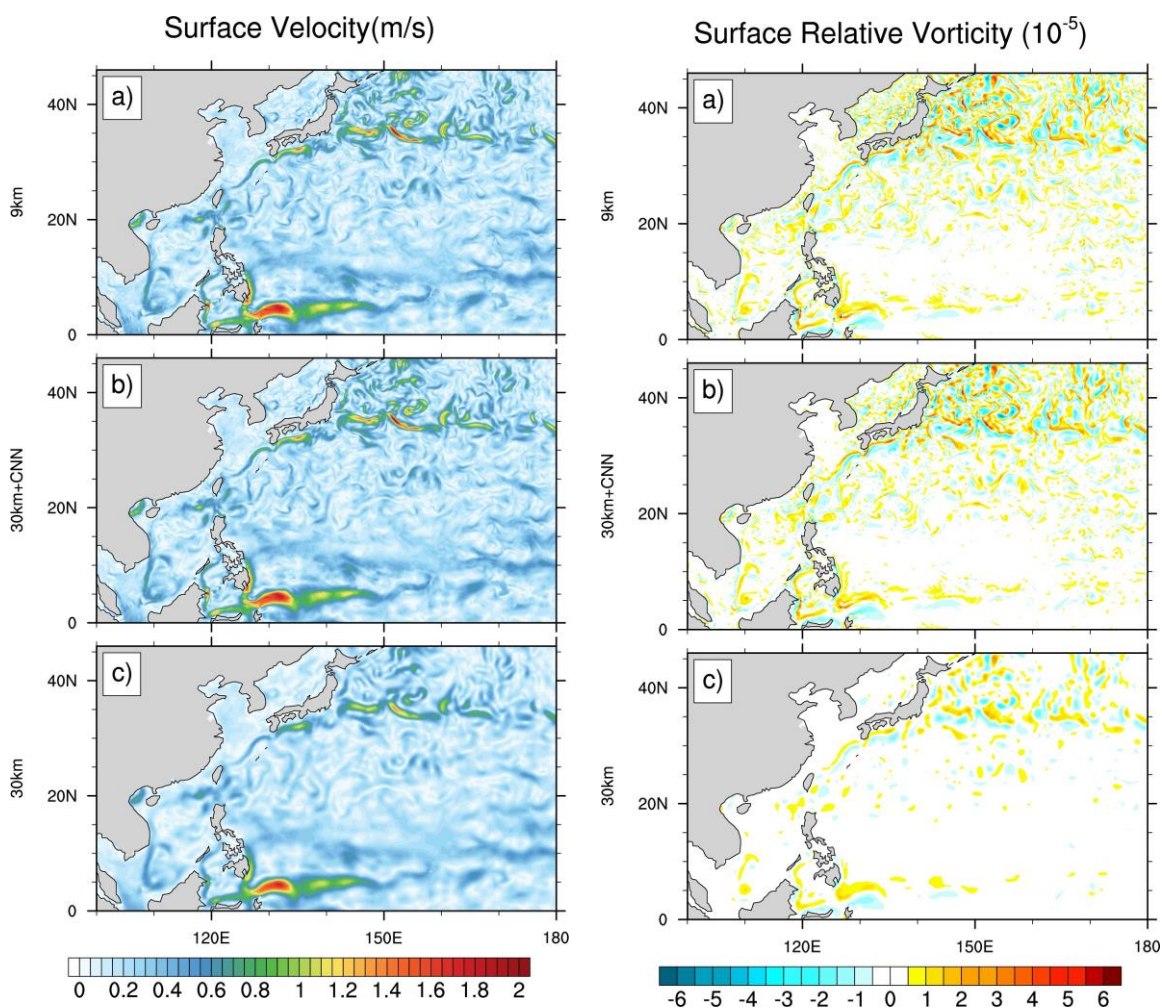 Surface Velocity(m/s)
a)
9km
40N
20N
0
b)
30km+CNN
40N
20N
0
c)
30km
40N
20N
0
120E 150E 180
0 0.2 0.4 0.6 0.8 1 1.2 1.4 1.6 1.8 2
Surface Relative Vorticity (10⁻⁵)
a)
9km
40N
20N
0
b)
30km+CNN
40N
20N
0
c)
30km
40N
20N
0
120E 150E 180
-6 -5 -4 -3 -2 -1 0 1 2 3 4 5 6